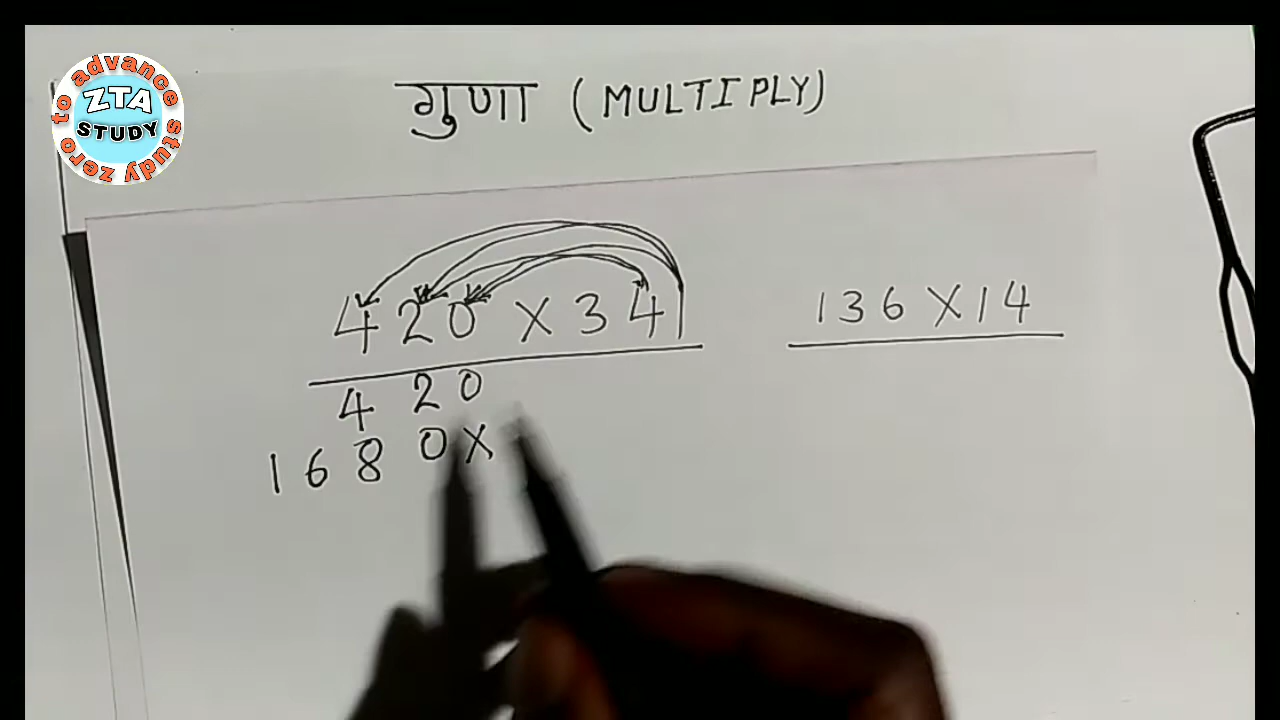 zero to advance study
ZTA
STUDY
गुणा (MULTIPLY)
420 X 341
420
1680X
136 X 14